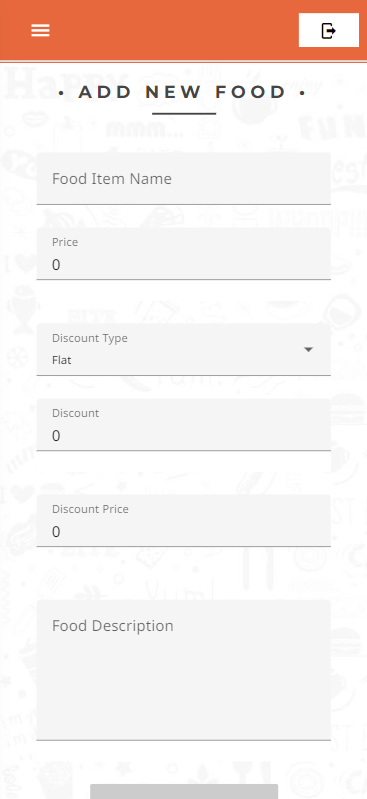 • ADD NEW FOOD •
Food Item Name
Price
0
Discount Type
Flat
Discount
0
Discount Price
0
Food Description